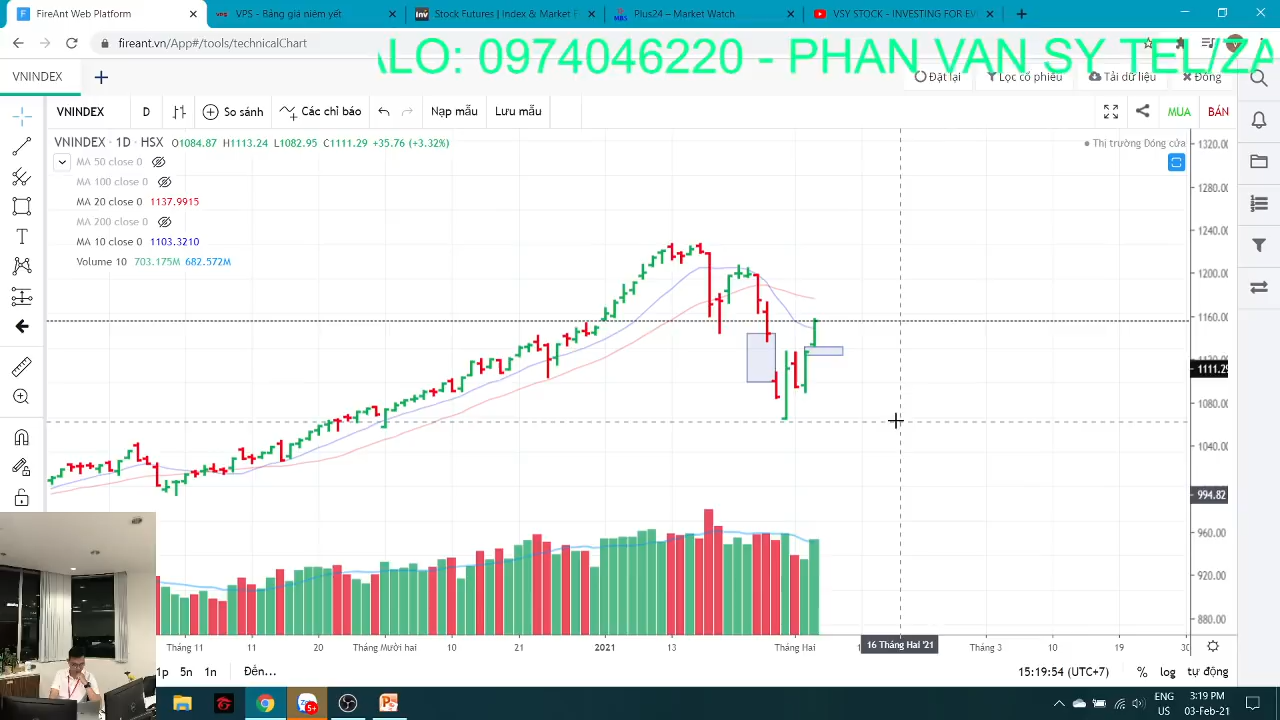 FireAnt Web Platform
VPS - Bảng giá niêm yết
Stock Futures | Index & Market F
Plus24 – Market Watch
VSY STOCK - INVESTING FOR EV
fireant.vn/App#/tools/technicalChart
ALO: 0974046220 - PHAN VAN SY TEL/ZA
VNINDEX
Đặt lại
Lọc cổ phiếu
Tải dữ liệu
Đóng
VNINDEX
D
So sánh
Các chỉ báo
Nạp mẫu
Lưu mẫu
MUA
BÁN
VNINDEX · 1D · HSX O1084.87 H1113.24 L1082.95 C1111.29 +35.76 (+3.32%)
Thị trường Đóng cửa
MA 50 close 0
MA 100 close 0
MA 20 close 0 1137.9915
MA 200 close 0
MA 10 close 0 1103.3210
Volume 10 703.175M 682.572M
1320.00
1280.00
1240.00
1200.00
1160.00
1111.29
1080.00
1040.00
994.82
960.00
920.00
880.00
11
20
Tháng Mười hai
10
21
2021
13
Tháng Hai
16 Tháng Hai '21
Tháng 3
10
19
30
5n
1n
Đến...
15:19:54 (UTC+7)
%
log
tự động
5+
ENG
US
3:19 PM
03-Feb-21